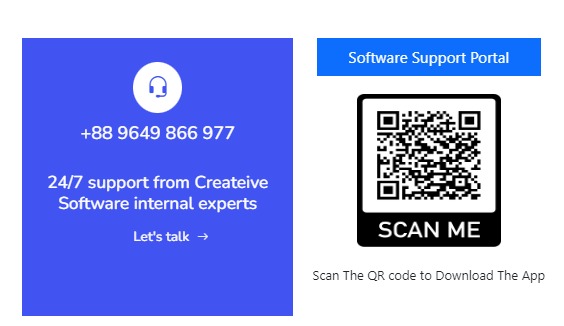 +88 9649 866 977
24/7 support from Createive
Software internal experts
Let's talk →
Software Support Portal
SCAN ME
Scan The QR code to Download The App